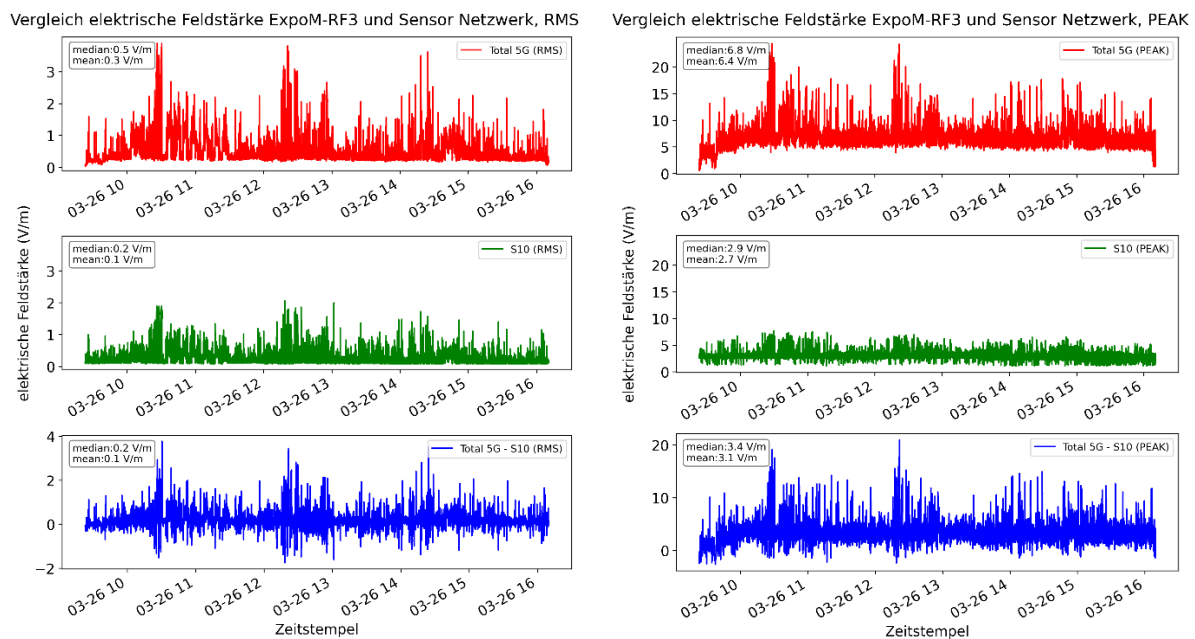 Vergleich elektrische Feldstärke ExpoM-RF3 und Sensor Netzwerk, RMS
median:0.5 V/m
mean:0.3 V/m
Total 5G (RMS)
3
2
1
0
03-26 10
03-26 11
03-26 12
03-26 13
03-26 14
03-26 15
03-26 16
elektrische Feldstärke (V/m)
median:0.2 V/m
mean:0.1 V/m
S10 (RMS)
3
2
1
0
03-26 10
03-26 11
03-26 12
03-26 13
03-26 14
03-26 15
03-26 16
median:0.2 V/m
mean:0.1 V/m
Total 5G - S10 (RMS)
4
2
0
−2
03-26 10
03-26 11
03-26 12
03-26 13
03-26 14
03-26 15
03-26 16
Zeitstempel
Vergleich elektrische Feldstärke ExpoM-RF3 und Sensor Netzwerk, PEAK
median:6.8 V/m
mean:6.4 V/m
Total 5G (PEAK)
20
15
10
5
0
03-26 10
03-26 11
03-26 12
03-26 13
03-26 14
03-26 15
03-26 16
elektrische Feldstärke (V/m)
median:2.9 V/m
mean:2.7 V/m
S10 (PEAK)
20
15
10
5
0
03-26 10
03-26 11
03-26 12
03-26 13
03-26 14
03-26 15
03-26 16
median:3.4 V/m
mean:3.1 V/m
Total 5G - S10 (PEAK)
20
10
0
03-26 10
03-26 11
03-26 12
03-26 13
03-26 14
03-26 15
03-26 16
Zeitstempel